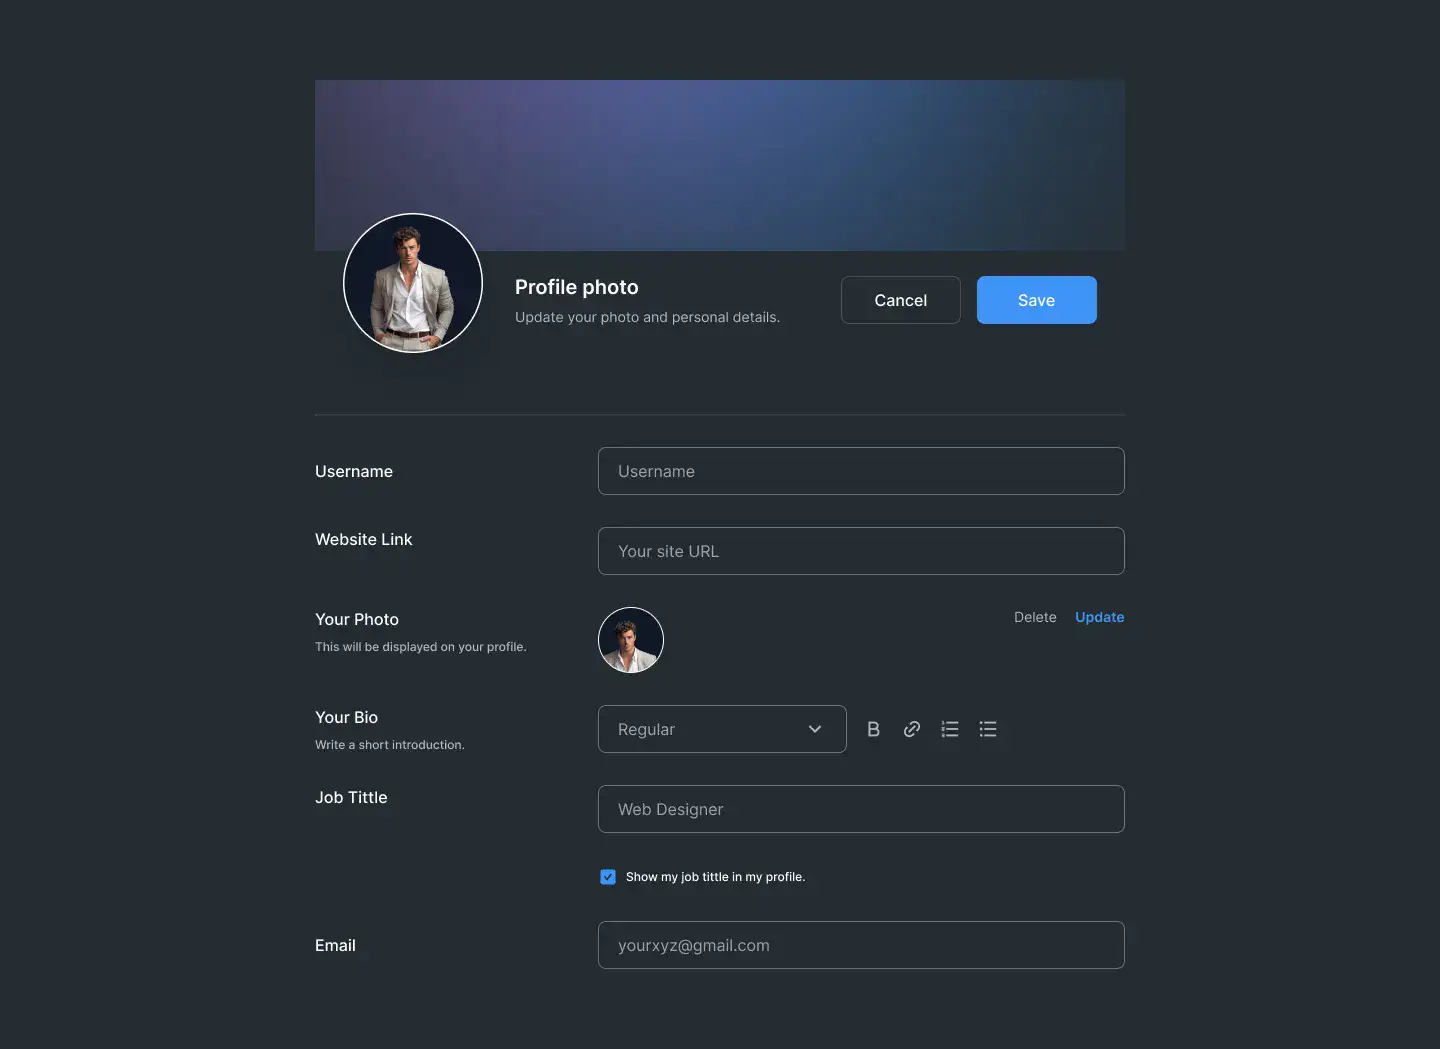 Profile photo
Update your photo and personal details.
Cancel
Save
Username
Username
Website Link
Your site URL
Your Photo
This will be displayed on your profile.
Delete
Update
Your Bio
Write a short introduction.
Regular
B
Job Tittle
Web Designer
Show my job tittle in my profile.
Email
yourxyz@gmail.com